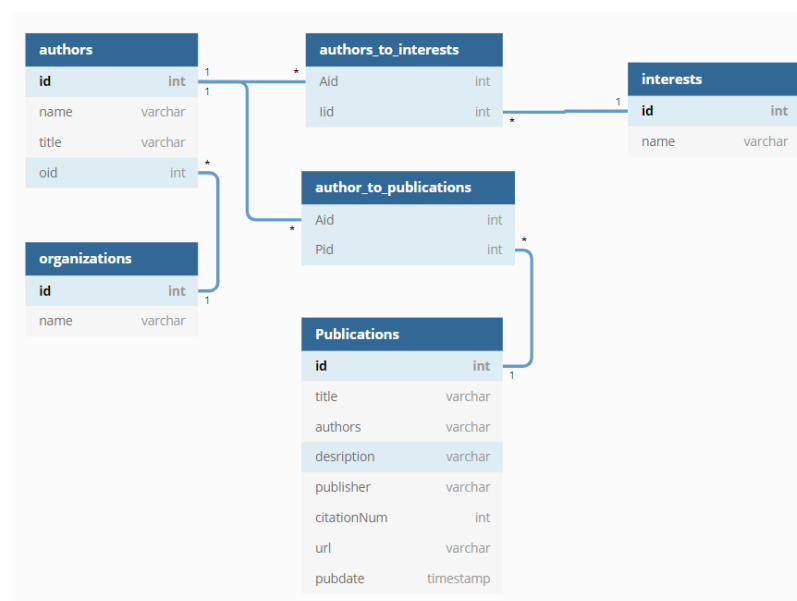 authors
id int
name varchar
title varchar
oid int
1
1
*
organizations
id int
name varchar
1
authors_to_interests
Aid int
Iid int
*
*
interests
id int
name varchar
1
author_to_publications
Aid int
Pid int
*
*
Publications
id int
title varchar
authors varchar
desription varchar
publisher varchar
citationNum int
url varchar
pubdate timestamp
1